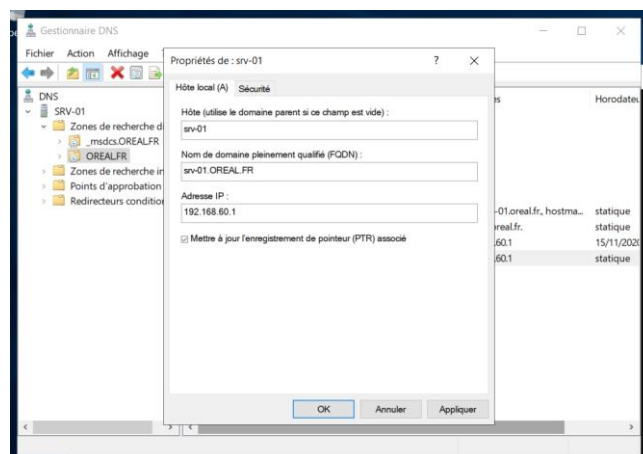 Gestionnaire DNS
Fichier Action Affichage
DNS
SRV-01
Zones de recherche di
_msdcs.OREAL.FR
OREAL.FR
Zones de recherche in
Points d'approbation
Redirecteurs condition
Propriétés de : srv-01
Hôte local (A) Sécurité
Hôte (utilise le domaine parent si ce champ est vide) :
srv-01
Nom de domaine pleinement qualifié (FQDN) :
srv-01.OREAL.FR
Adresse IP :
192.168.60.1
Mettre à jour l'enregistrement de pointeur (PTR) associé
OK Annuler Appliquer
es Horodate
-01.oreal.fr., hostma... statique
oreal.fr. statique
.60.1 15/11/2020
.60.1 statique